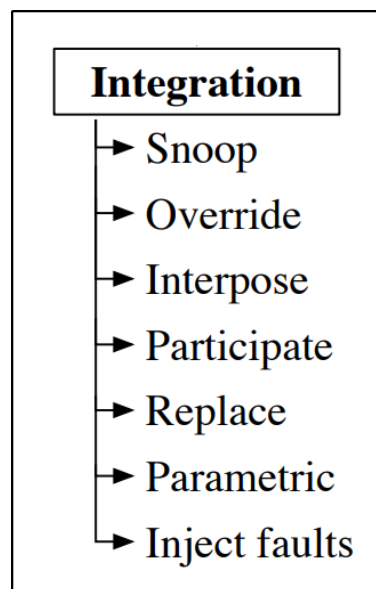 Integration
Snoop
Override
Interpose
Participate
Replace
Parametric
Inject faults